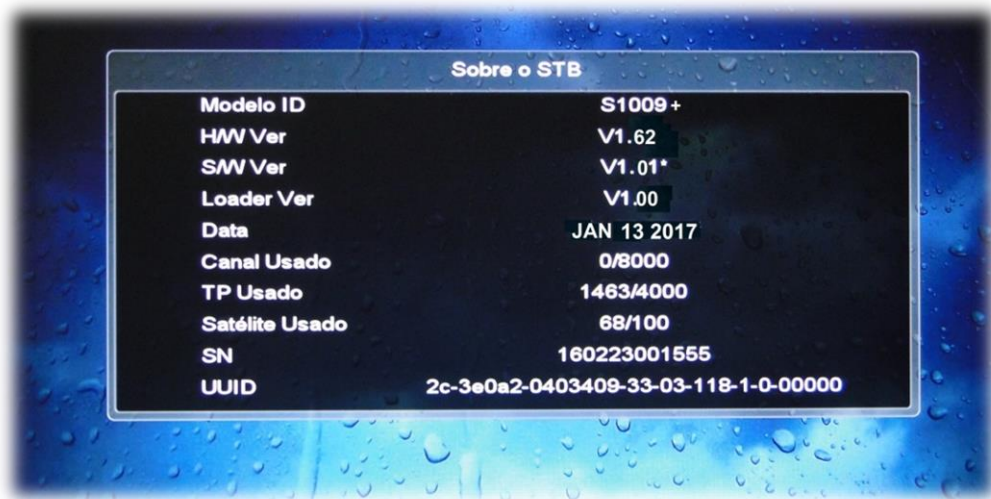 Sobre o STB
Modelo ID S1009+
H/W Ver V1.62
S/W Ver V1.01*
Loader Ver V1.00
Data JAN 13 2017
Canal Usado 0/8000
TP Usado 1463/4000
Satélite Usado 68/100
SN 160223001555
UUID 2c-3e0a2-0403409-33-03-118-1-0-00000